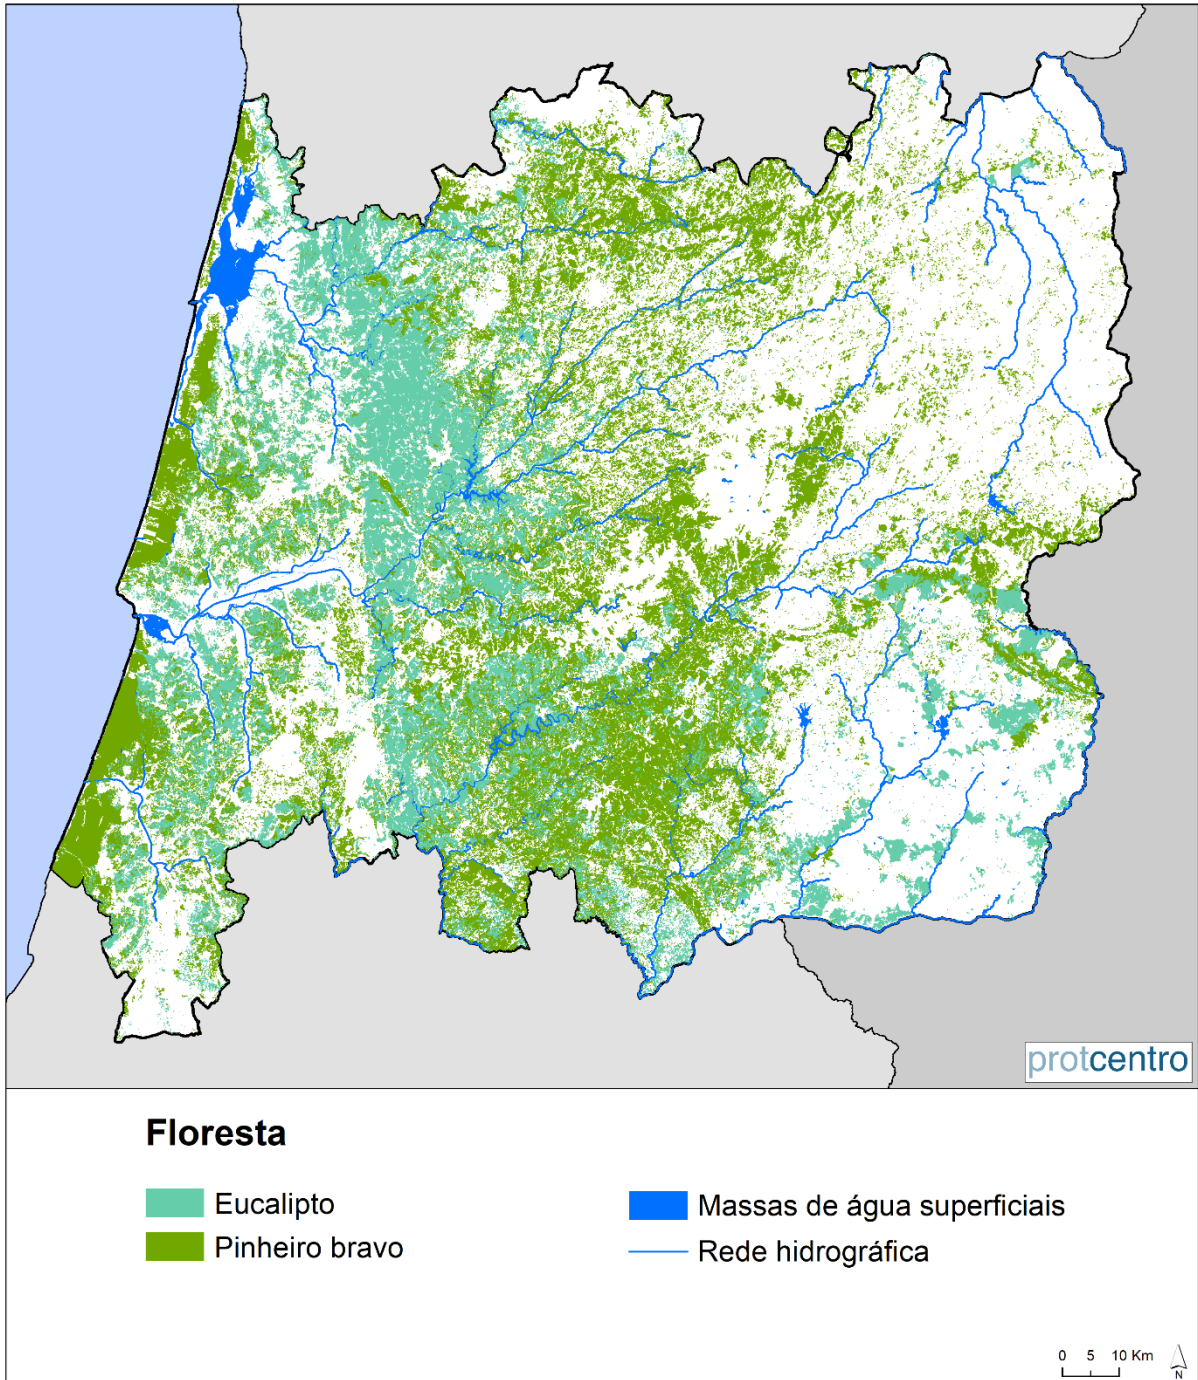 protcentro
Floresta
Eucalipto
Pinheiro bravo
Massas de água superficiais
Rede hidrográfica
0 5 10 Km
N